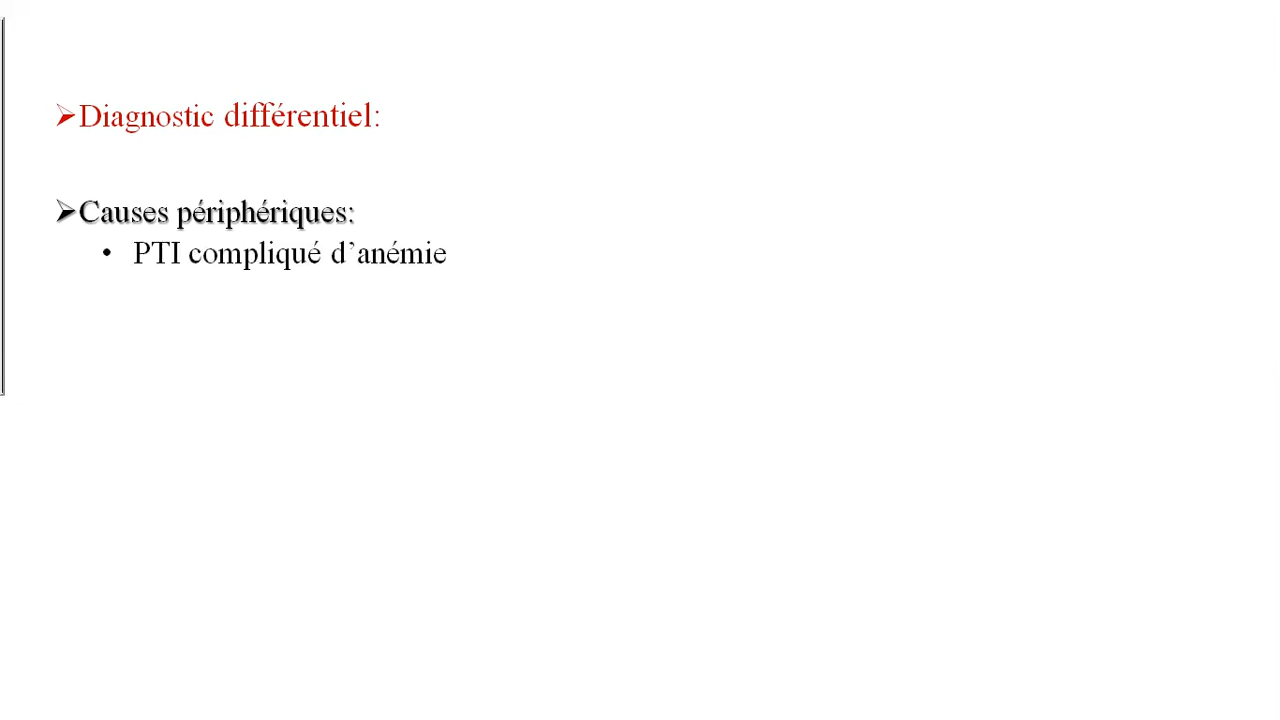 ➢Diagnostic différentiel:
➢Causes périphériques:
• PTI compliqué d’anémie